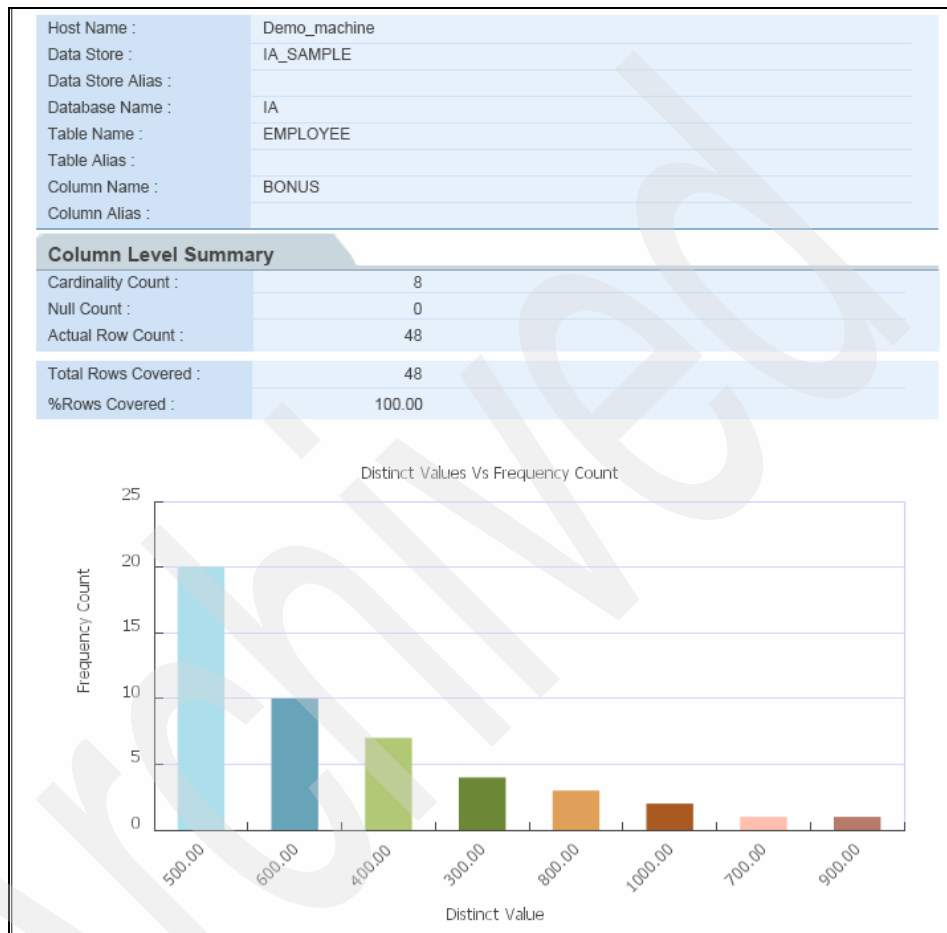 Host Name : Demo_machine
Data Store : IA_SAMPLE
Data Store Alias :
Database Name : IA
Table Name : EMPLOYEE
Table Alias :
Column Name : BONUS
Column Alias :
Column Level Summary
Cardinality Count : 8
Null Count : 0
Actual Row Count : 48
Total Rows Covered : 48
%Rows Covered : 100.00
Distinct Values Vs Frequency Count
25
20
15
10
5
0
Frequency Count
500.00 600.00 400.00 300.00 800.00 1000.00 700.00 900.00
Distinct Value
Archived